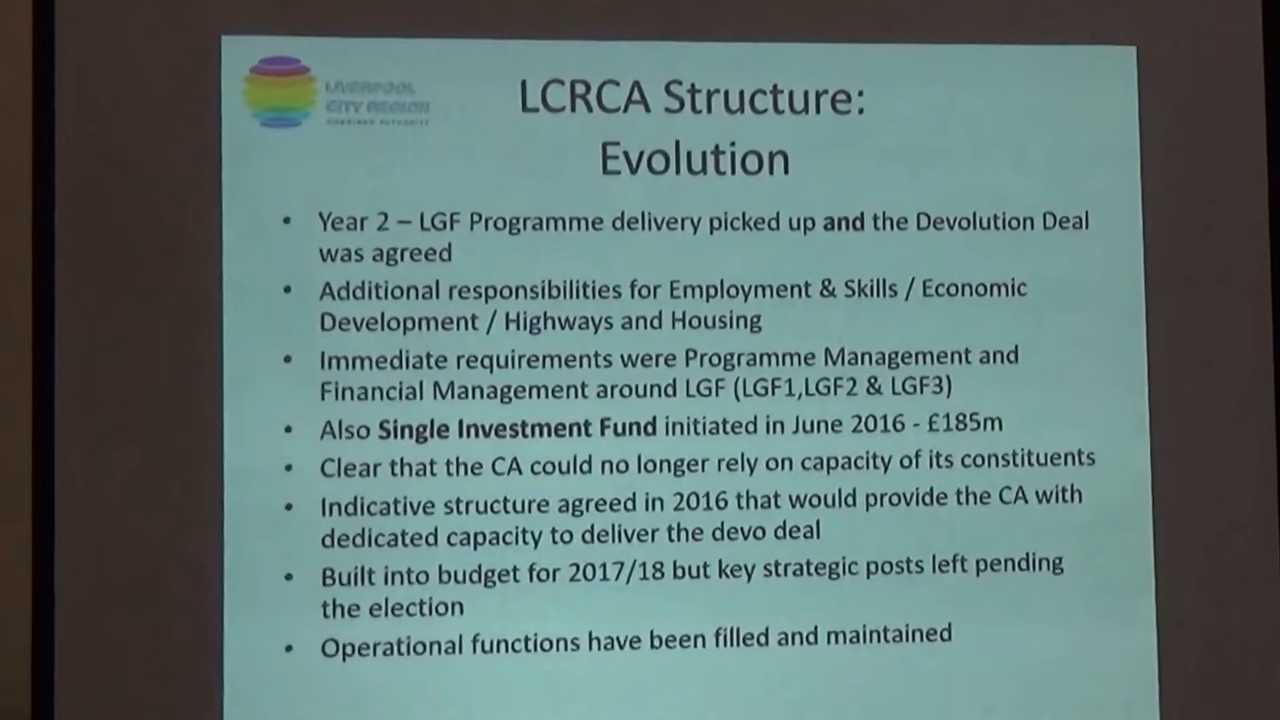 LIVERPOOL
CITY REGION
COMBINED AUTHORITY
LCRCA Structure:
Evolution
• Year 2 – LGF Programme delivery picked up and the Devolution Deal
was agreed
• Additional responsibilities for Employment & Skills / Economic
Development / Highways and Housing
• Immediate requirements were Programme Management and
Financial Management around LGF (LGF1,LGF2 & LGF3)
• Also Single Investment Fund initiated in June 2016 - £185m
• Clear that the CA could no longer rely on capacity of its constituents
• Indicative structure agreed in 2016 that would provide the CA with
dedicated capacity to deliver the devo deal
• Built into budget for 2017/18 but key strategic posts left pending
the election
• Operational functions have been filled and maintained